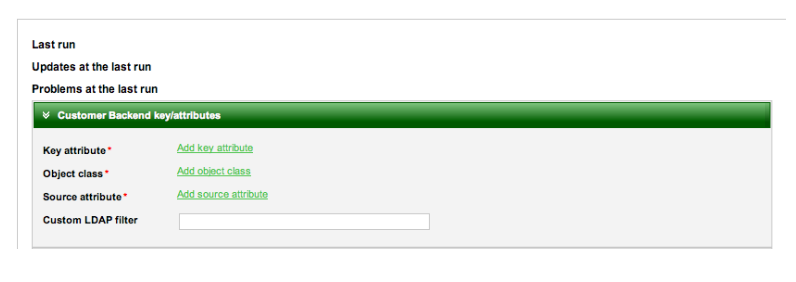 Last run
Updates at the last run
Problems at the last run
Customer Backend key/attributes
Key attribute* Add key attribute
Object class* Add object class
Source attribute* Add source attribute
Custom LDAP filter